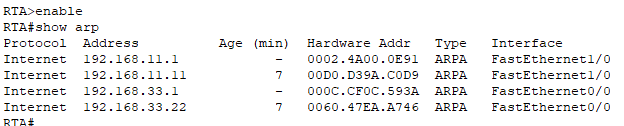 RTA>enable
RTA#show arp
Protocol  Address          Age (min)  Hardware Addr   Type   Interface
Internet  192.168.11.1            -   0002.4A00.0E91  ARPA   FastEthernet1/0
Internet  192.168.11.11           7   00D0.D39A.C0D9  ARPA   FastEthernet1/0
Internet  192.168.33.1            -   000C.CF0C.593A  ARPA   FastEthernet0/0
Internet  192.168.33.22           7   0060.47EA.A746  ARPA   FastEthernet0/0
RTA#